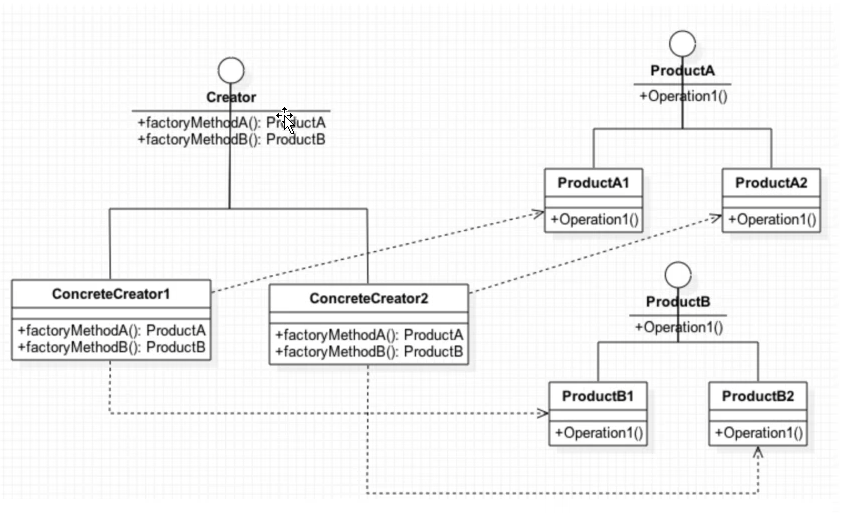 Creator
+factoryMethodA(): ProductA
+factoryMethodB(): ProductB
ProductA
+Operation1()
ProductA1
+Operation1()
ProductA2
+Operation1()
ConcreteCreator1
+factoryMethodA(): ProductA
+factoryMethodB(): ProductB
ConcreteCreator2
+factoryMethodA(): ProductA
+factoryMethodB(): ProductB
ProductB
+Operation1()
ProductB1
+Operation1()
ProductB2
+Operation1()